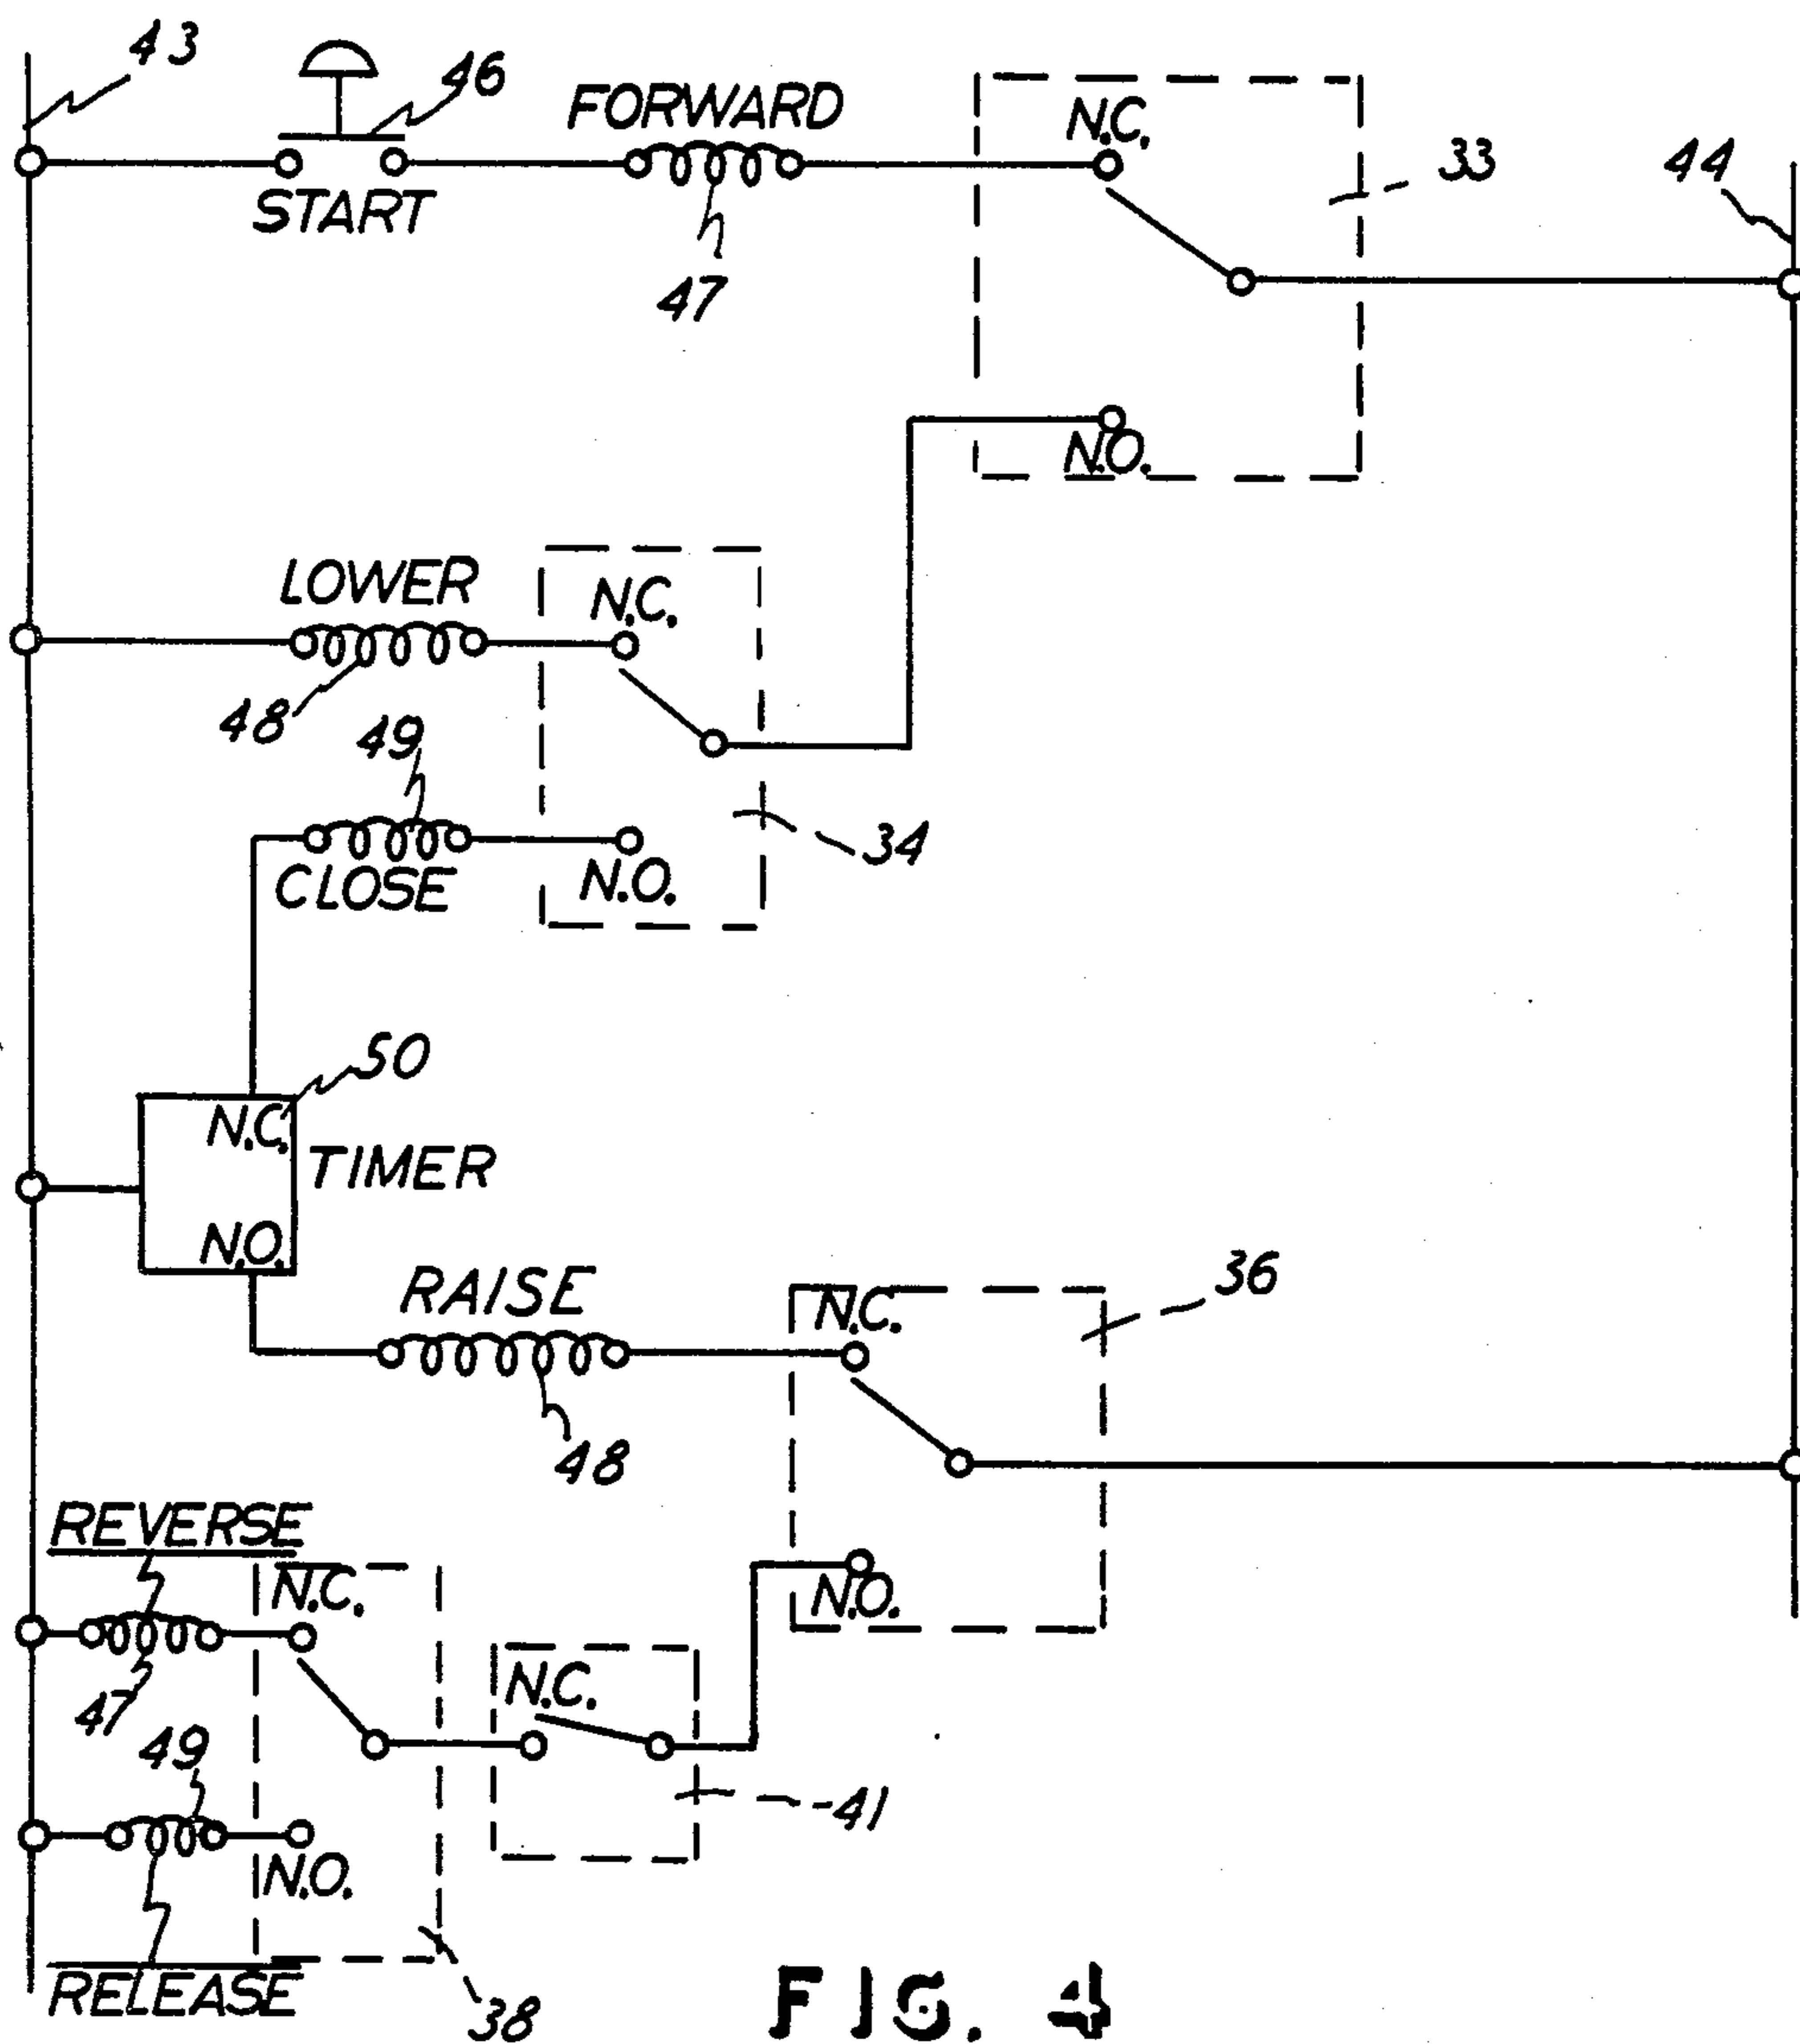 43
46
FORWARD
N.C.
33
44
START
47
N.O.
LOWER
N.C.
48
49
34
CLOSE
N.O.
50
N.C.
TIMER
N.O.
36
RAISE
N.C.
48
REVERSE
N.C.
N.O.
N.C.
47
49
41
N.O.
RELEASE
38
FIG. 4